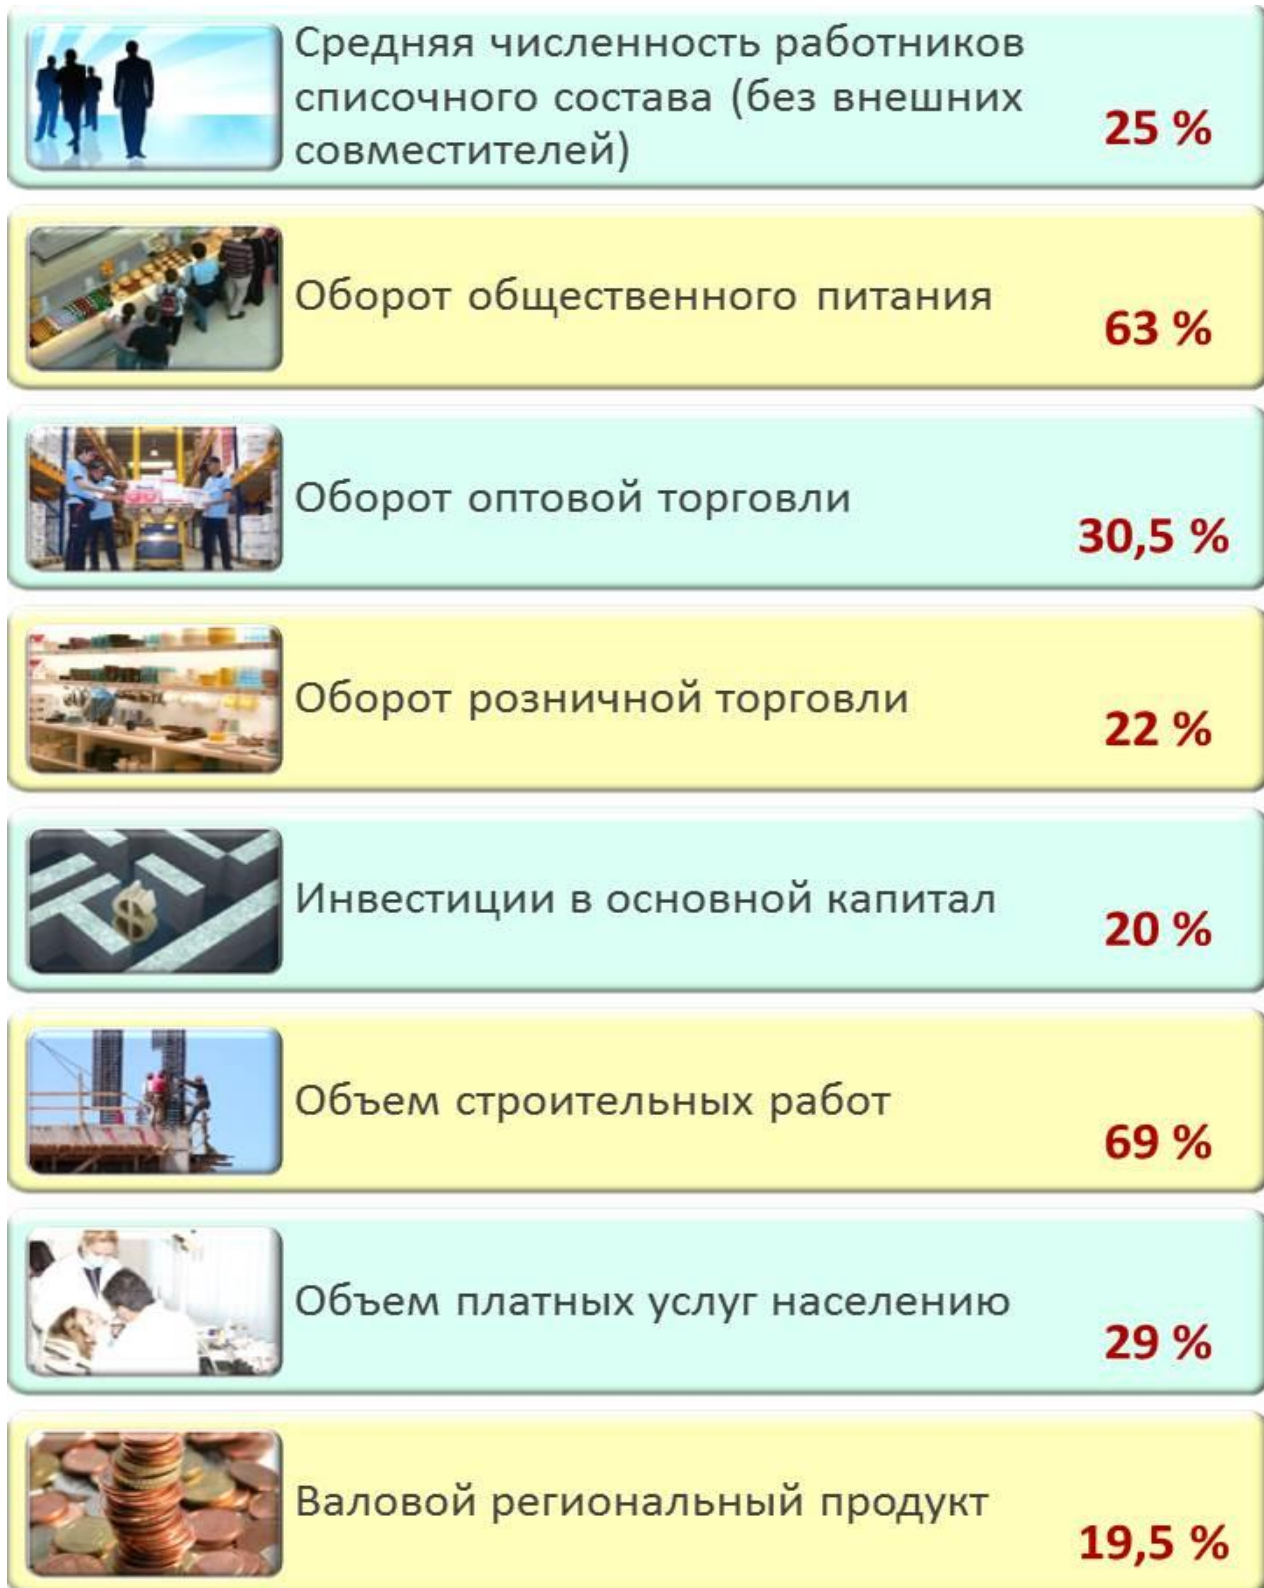 Средняя численность работников
списочного состава (без внешних
совместителей)
25 %
Оборот общественного питания
63 %
Оборот оптовой торговли
30,5 %
Оборот розничной торговли
22 %
Инвестиции в основной капитал
20 %
Объем строительных работ
69 %
Объем платных услуг населению
29 %
Валовой региональный продукт
19,5 %